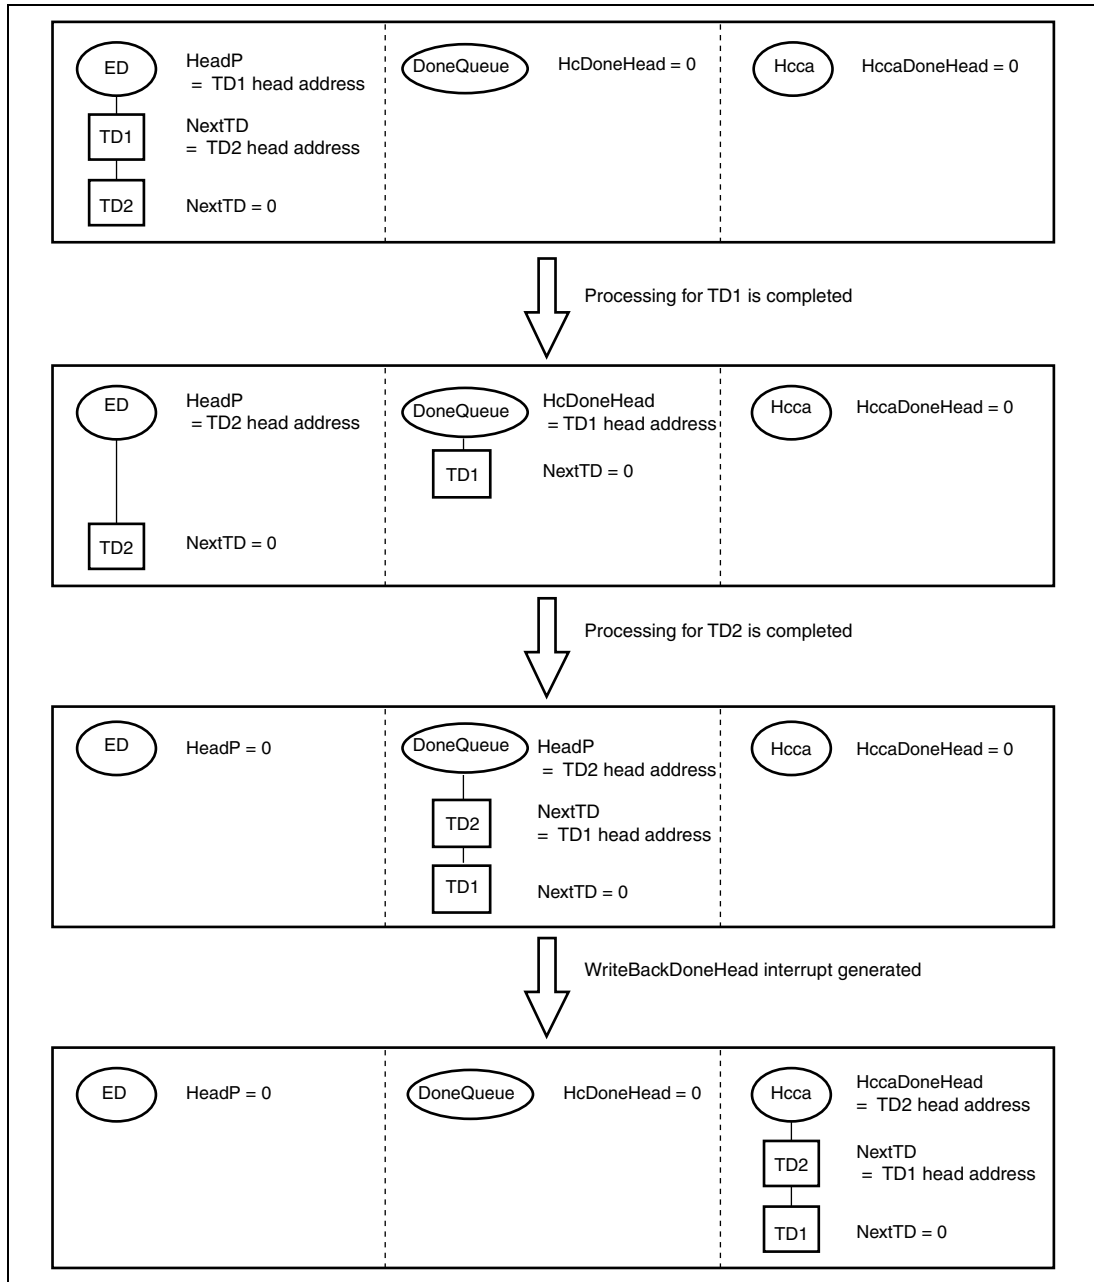 ED
HeadP
= TD1 head address
TD1
NextTD
= TD2 head address
TD2
NextTD = 0
DoneQueue
HcDoneHead = 0
Hcca
HccaDoneHead = 0
Processing for TD1 is completed
ED
HeadP
=TD2 head address
TD2
NextTD = 0
DoneQueue
HcDoneHead
=TD1 head address
TD1
NextTD = 0
Hcca
HccaDoneHead = 0
Processing for TD2 is completed
ED
HeadP = 0
DoneQueue
HeadP
= TD2 head address
TD2
NextTD
= TD1 head address
TD1
NextTD = 0
Hcca
HccaDoneHead = 0
WriteBackDoneHead interrupt generated
ED
HeadP = 0
DoneQueue
HcDoneHead = 0
Hcca
HccaDoneHead
= TD2 head address
TD2
NextTD
= TD1 head address
TD1
NextTD = 0